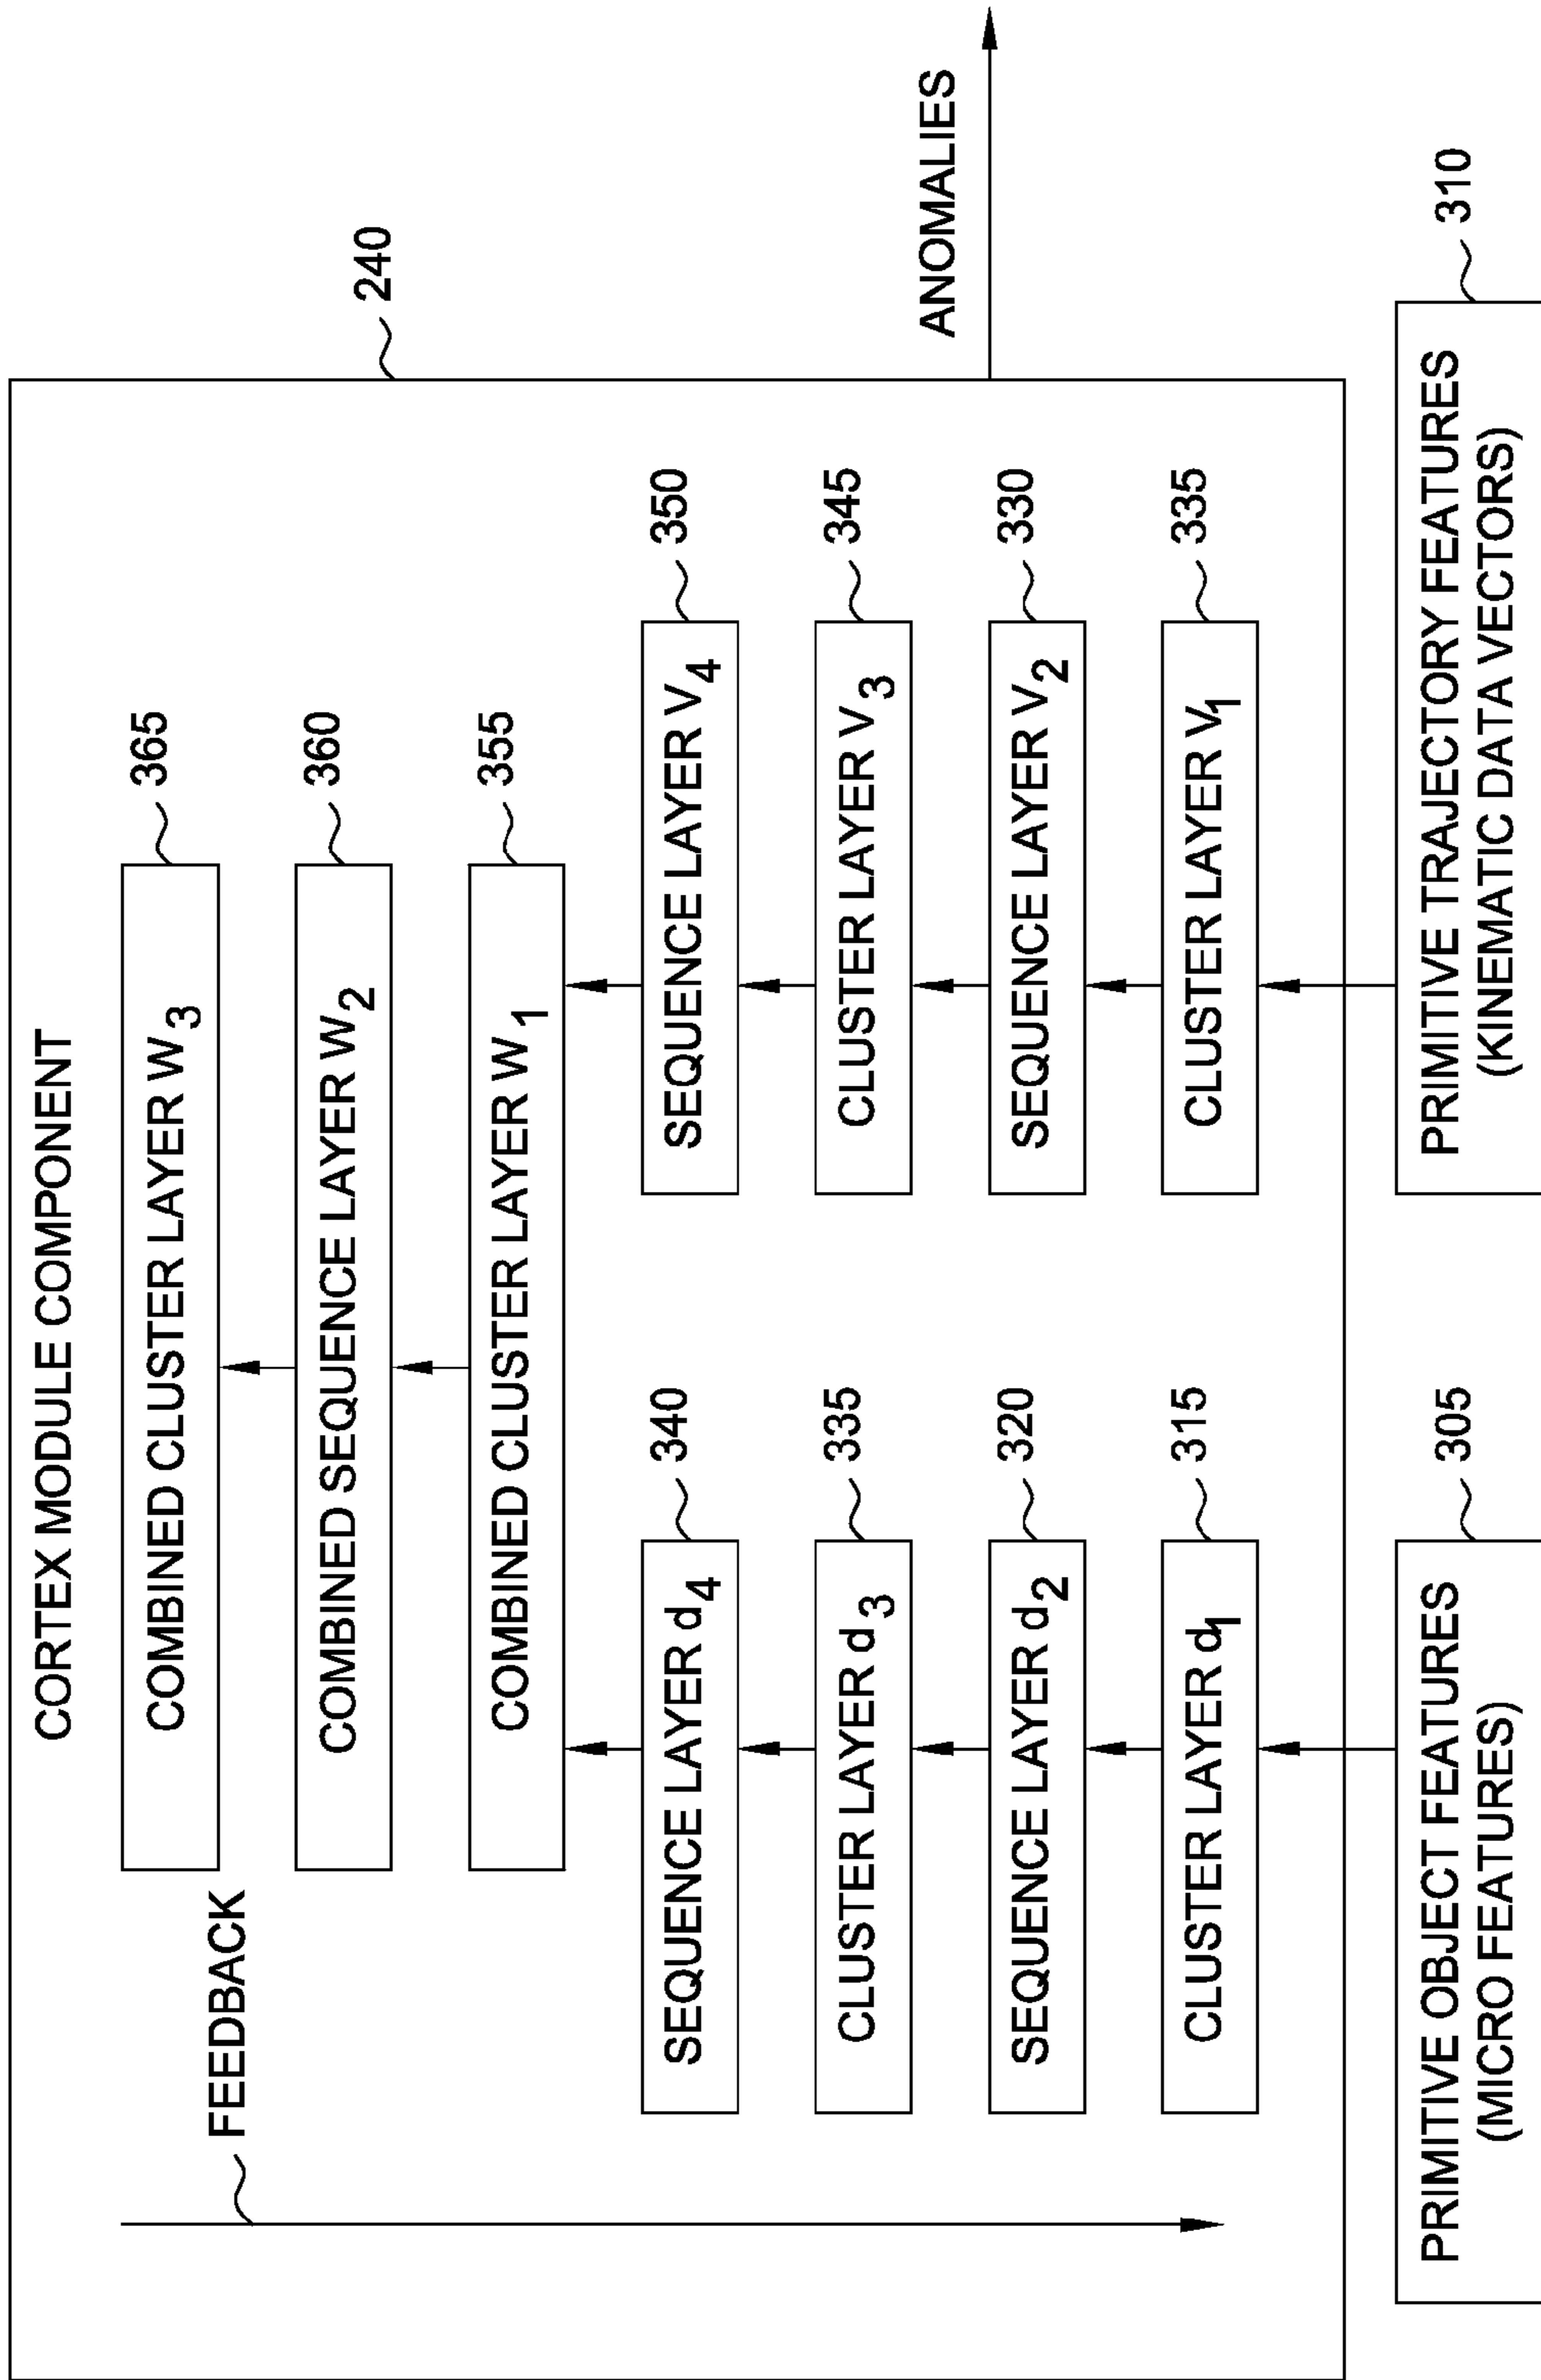 CORTEX MODULE COMPONENT
240
FEEDBACK
COMBINED CLUSTER LAYER W3
365
COMBINED SEQUENCE LAYER W2
360
COMBINED CLUSTER LAYER W1
355
SEQUENCE LAYER d4
340
SEQUENCE LAYER V4
350
CLUSTER LAYER d3
335
CLUSTER LAYER V3
345
ANOMALIES
SEQUENCE LAYER d2
320
SEQUENCE LAYER V2
330
CLUSTER LAYER d1
315
CLUSTER LAYER V1
335
PRIMITIVE OBJECT FEATURES
(MICRO FEATURES)
305
PRIMITIVE TRAJECTORY FEATURES
(KINEMATIC DATA VECTORS)
310